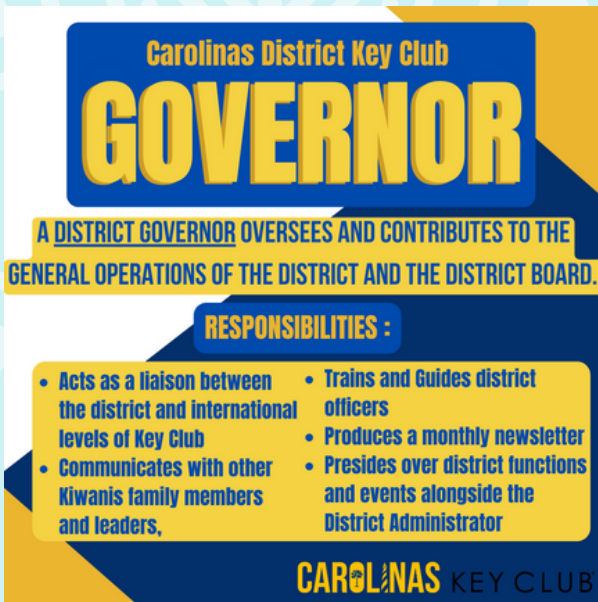 Carolinas District Key Club
GOVERNOR
A DISTRICT GOVERNOR OVERSEES AND CONTRIBUTES TO THE
GENERAL OPERATIONS OF THE DISTRICT AND THE DISTRICT BOARD.
RESPONSIBILITIES :
• Acts as a liaison between
the district and international
levels of Key Club
• Communicates with other
Kiwanis family members
and leaders,
• Trains and Guides district
officers
• Produces a monthly newsletter
• Presides over district functions
and events alongside the
District Administrator
CAROLINAS KEY CLUB